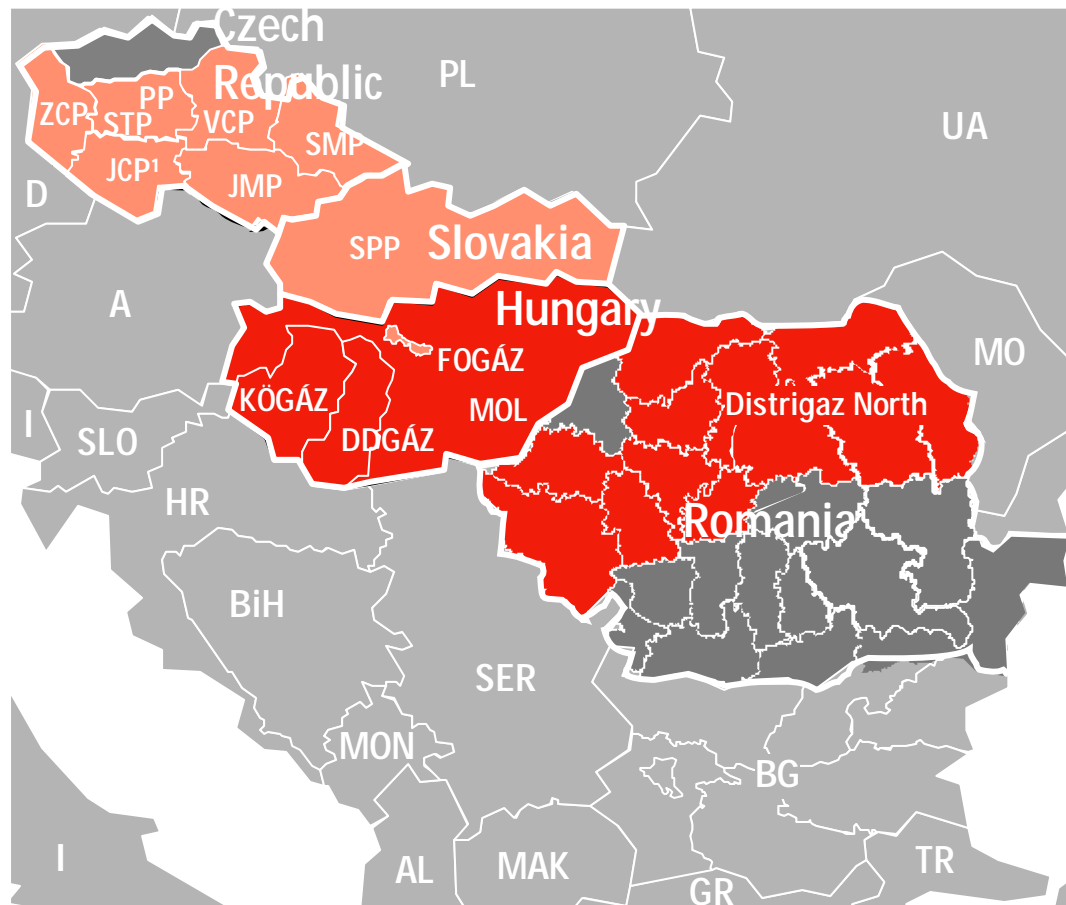 Czech
Republic
PL
UA
ZCP
PP
STP
VCP
SMP
JCP¹
JMP
D
SPP
Slovakia
A
Hungary
FOGÁZ
MO
KÖGÁZ
MOL
Distrigaz North
I
SLO
DDGÁZ
HR
Romania
BiH
SER
MON
BG
I
AL
MAK
GR
TR